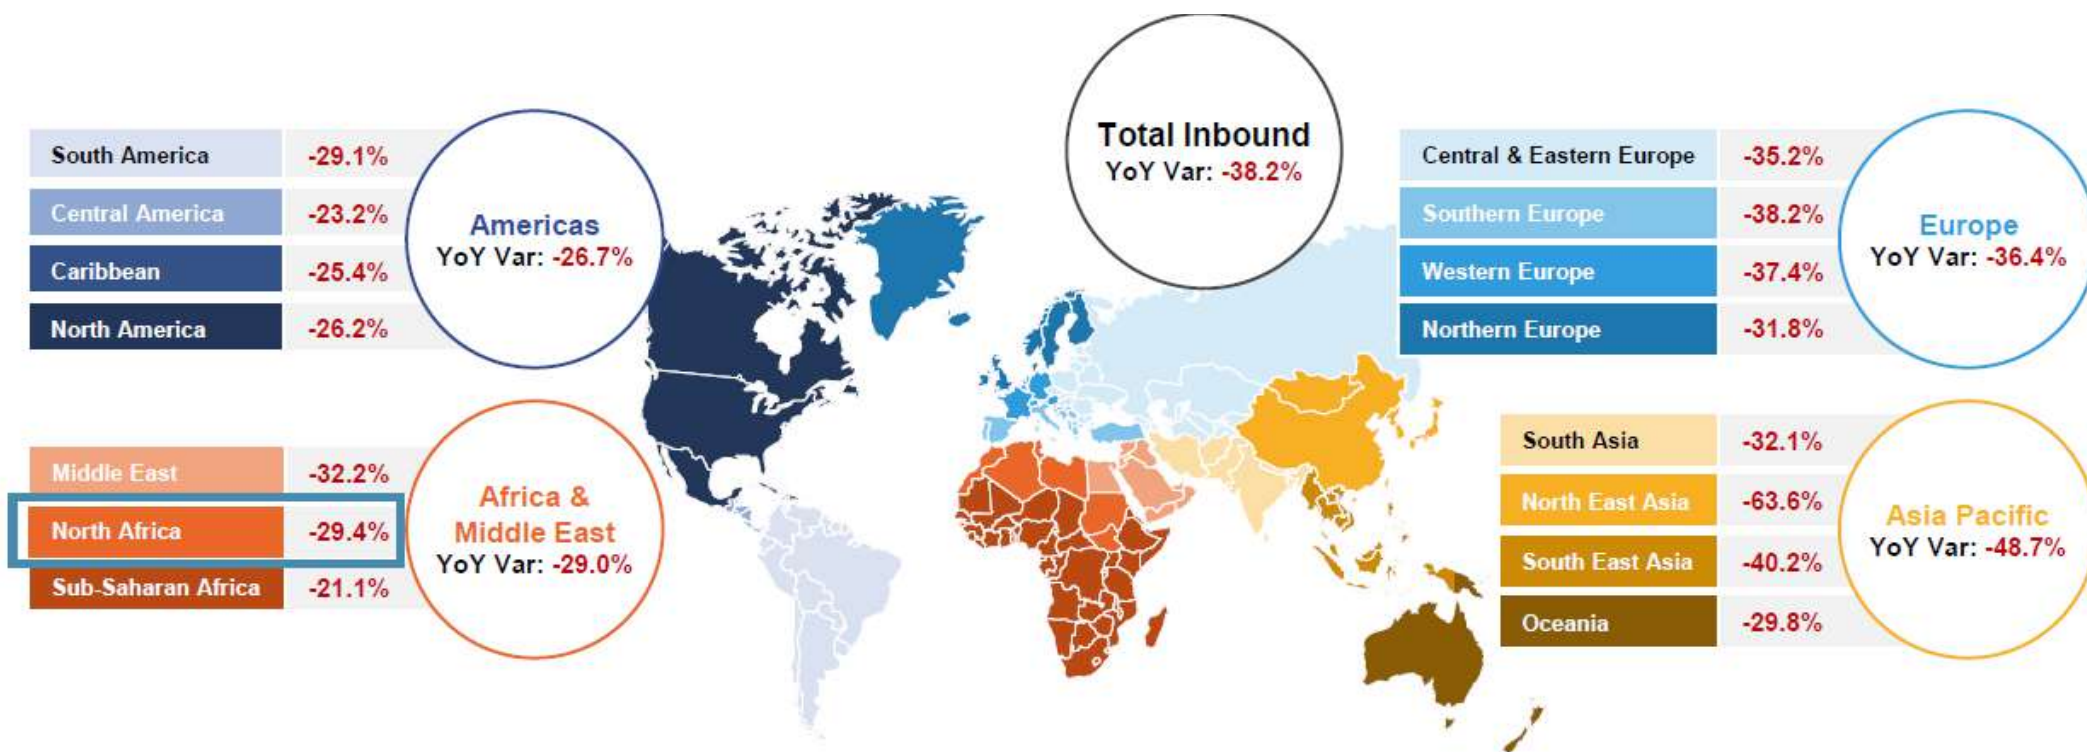 Total Inbound
YoY Var: -38.2%
South America -29.1%
Central America -23.2%
Caribbean -25.4%
North America -26.2%
Americas
YoY Var: -26.7%
Central & Eastern Europe -35.2%
Southern Europe -38.2%
Western Europe -37.4%
Northern Europe -31.8%
Europe
YoY Var: -36.4%
Middle East -32.2%
North Africa -29.4%
Sub-Saharan Africa -21.1%
Africa &
Middle East
YoY Var: -29.0%
South Asia -32.1%
North East Asia -63.6%
South East Asia -40.2%
Oceania -29.8%
Asia Pacific
YoY Var: -48.7%